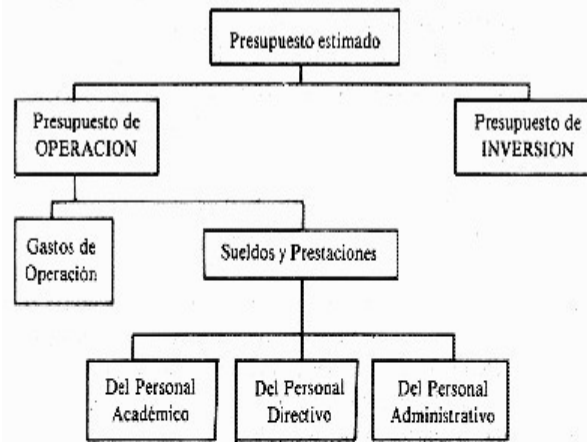 Presupuesto estimado
Presupuesto de
OPERACION
Presupuesto de
INVERSION
Gastos de
Operación
Sueldos y Prestaciones
Del Personal
Académico
Del Personal
Directivo
Del Personal
Administrativo